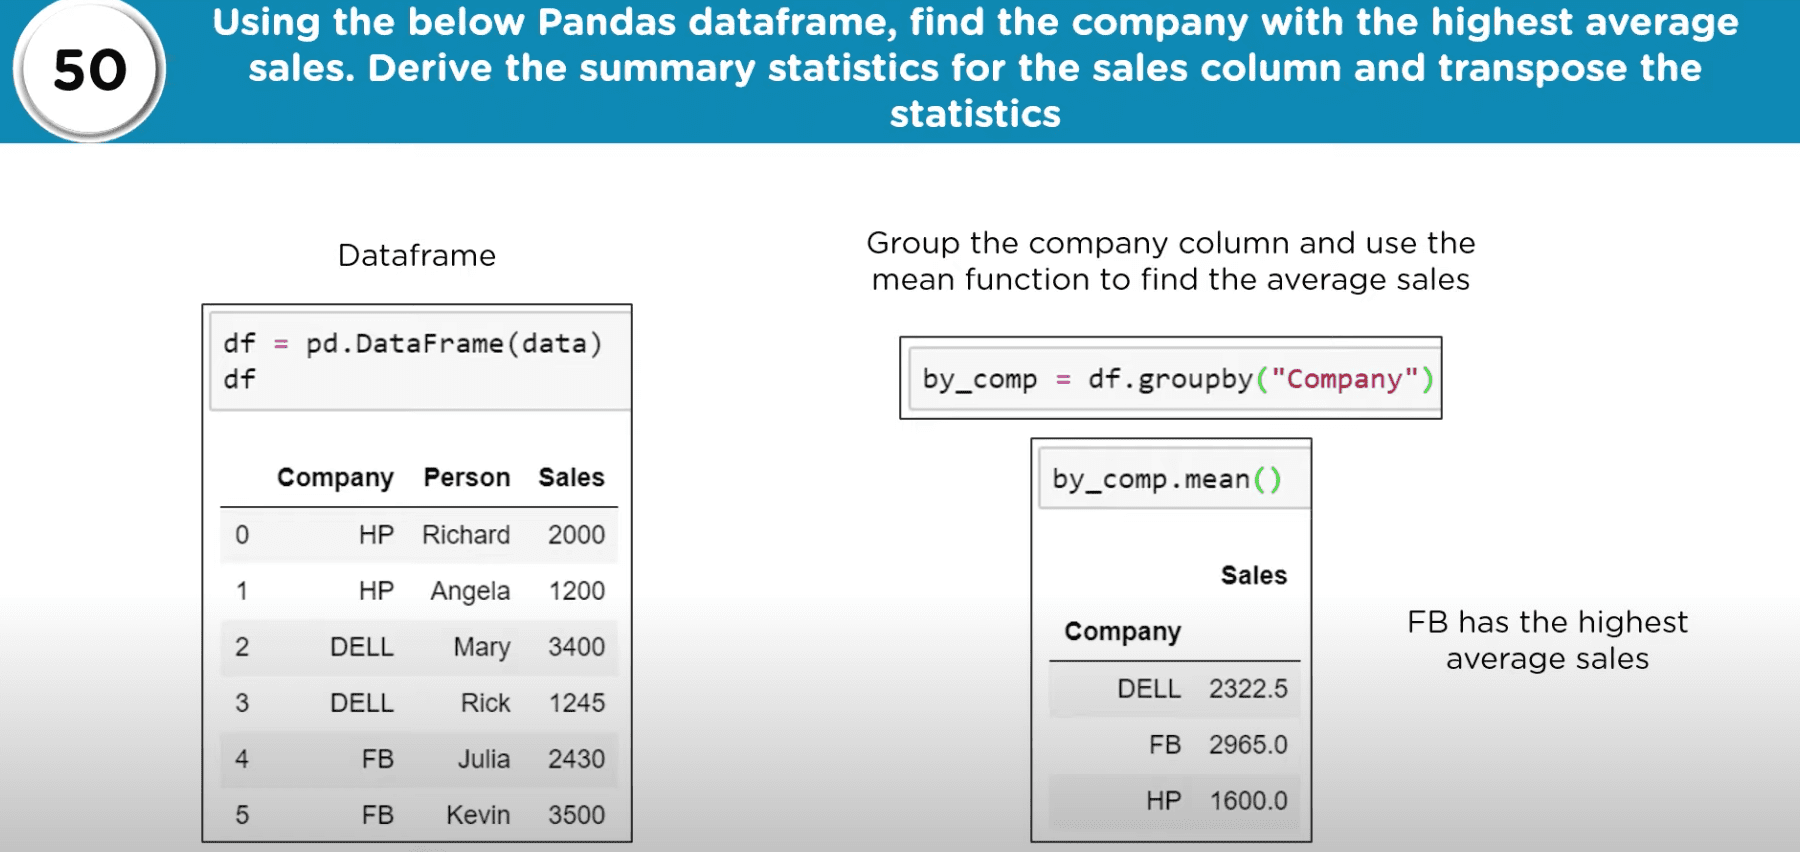 50
Using the below Pandas dataframe, find the company with the highest average
sales. Derive the summary statistics for the sales column and transpose the
statistics
Dataframe
df = pd.DataFrame(data)
df
Company Person Sales
0 HP Richard 2000
1 HP Angela 1200
2 DELL Mary 3400
3 DELL Rick 1245
4 FB Julia 2430
5 FB Kevin 3500
Group the company column and use the
mean function to find the average sales
by_comp = df.groupby("Company")
by_comp.mean()
Sales
Company
DELL 2322.5
FB 2965.0
HP 1600.0
FB has the highest
average sales